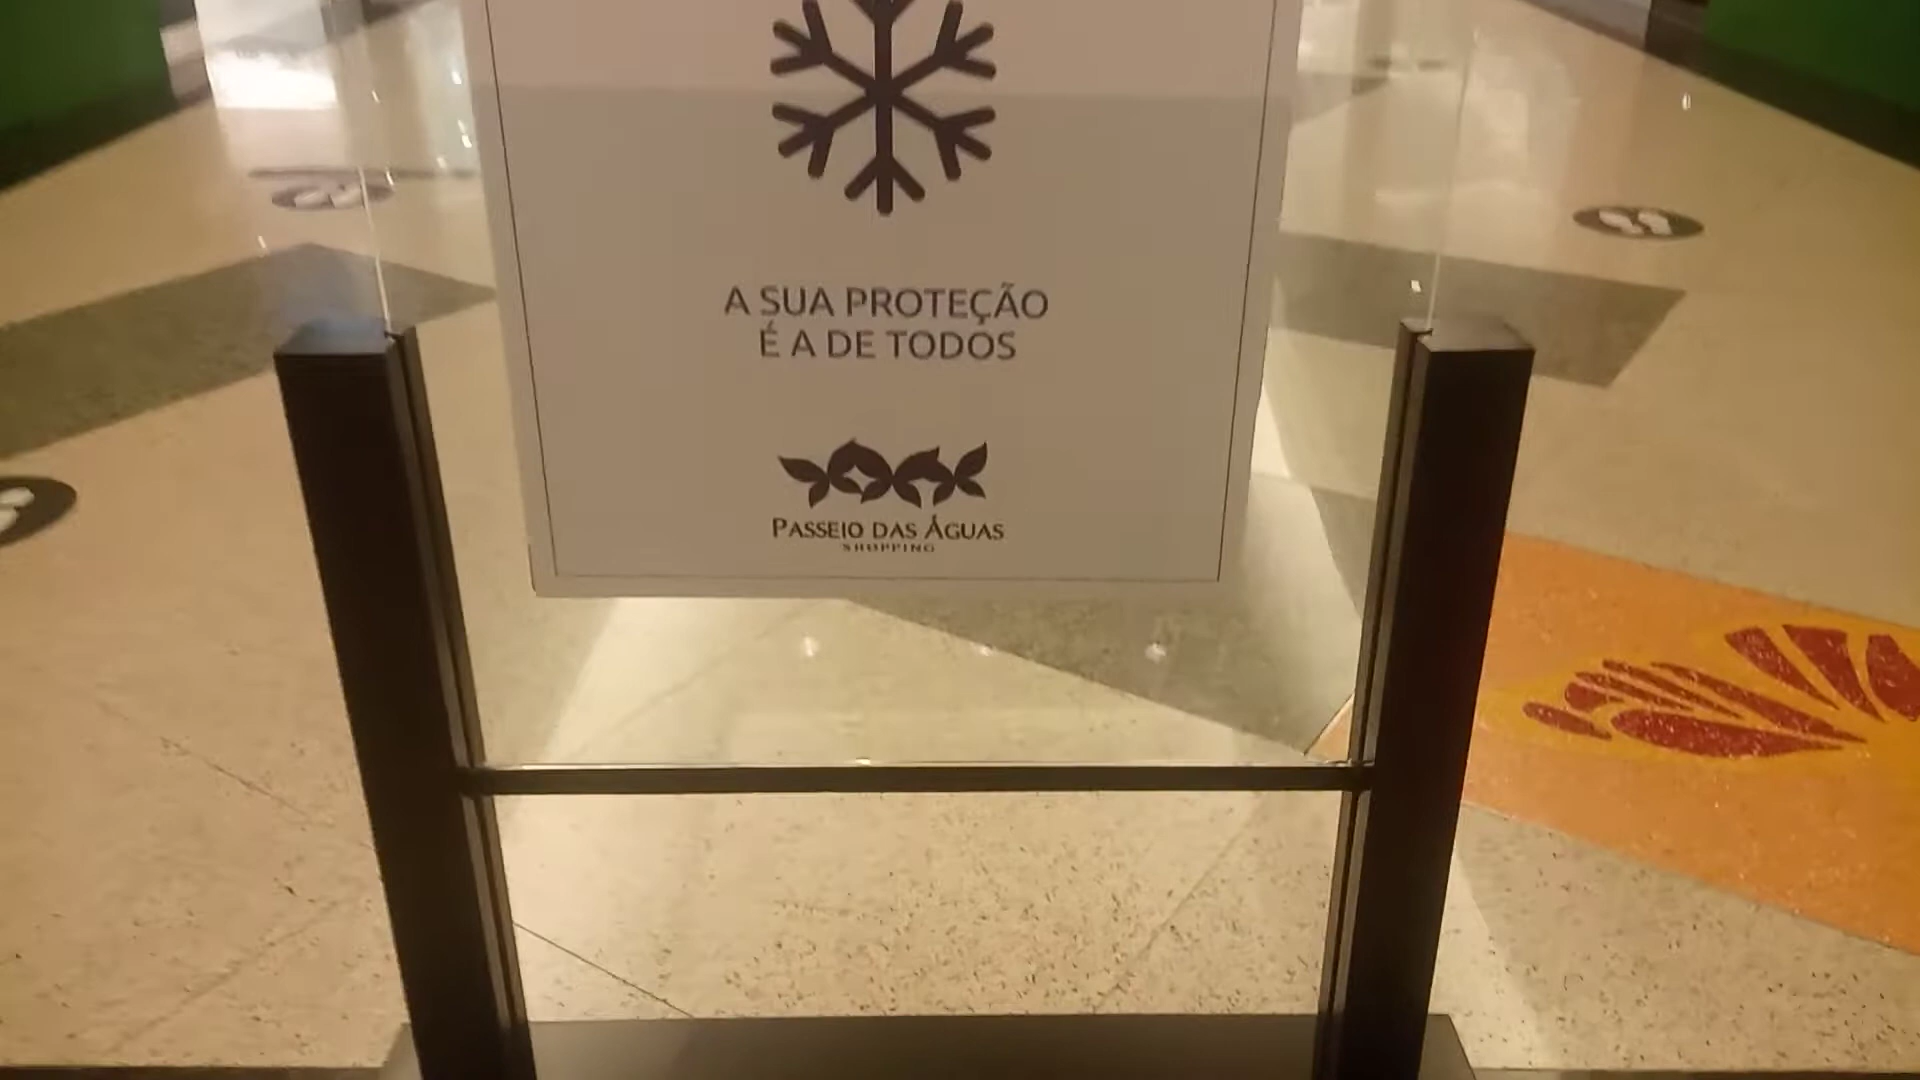 A SUA PROTEÇÃO
É A DE TODOS
PASSEIO DAS ÁGUAS
SHOPPING